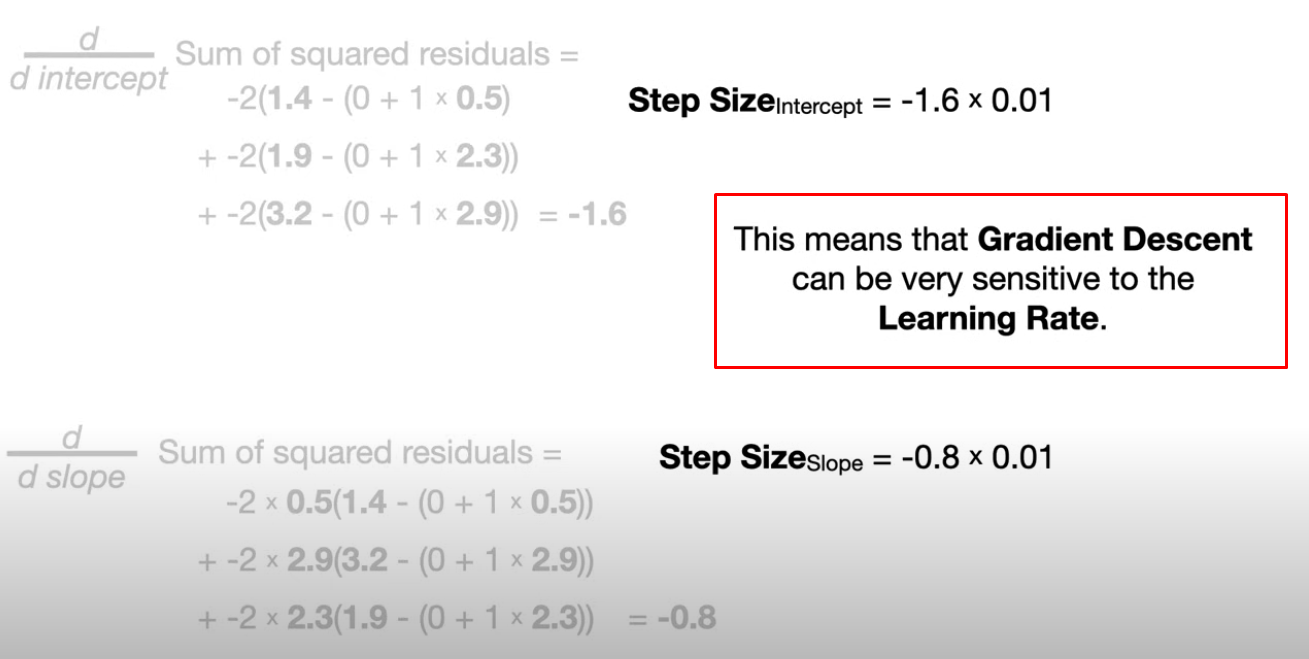 d
d intercept
Sum of squared residuals =
-2(1.4 - (0 + 1 × 0.5)
+ -2(1.9 - (0 + 1 × 2.3))
+ -2(3.2 - (0 + 1 × 2.9)) = -1.6
Step SizeIntercept = -1.6 × 0.01
This means that Gradient Descent
can be very sensitive to the
Learning Rate.
d
d slope
Sum of squared residuals =
-2 × 0.5(1.4 - (0 + 1 × 0.5))
+ -2 × 2.9(3.2 - (0 + 1 × 2.9))
+ -2 × 2.3(1.9 - (0 + 1 × 2.3)) = -0.8
Step SizeSlope = -0.8 × 0.01